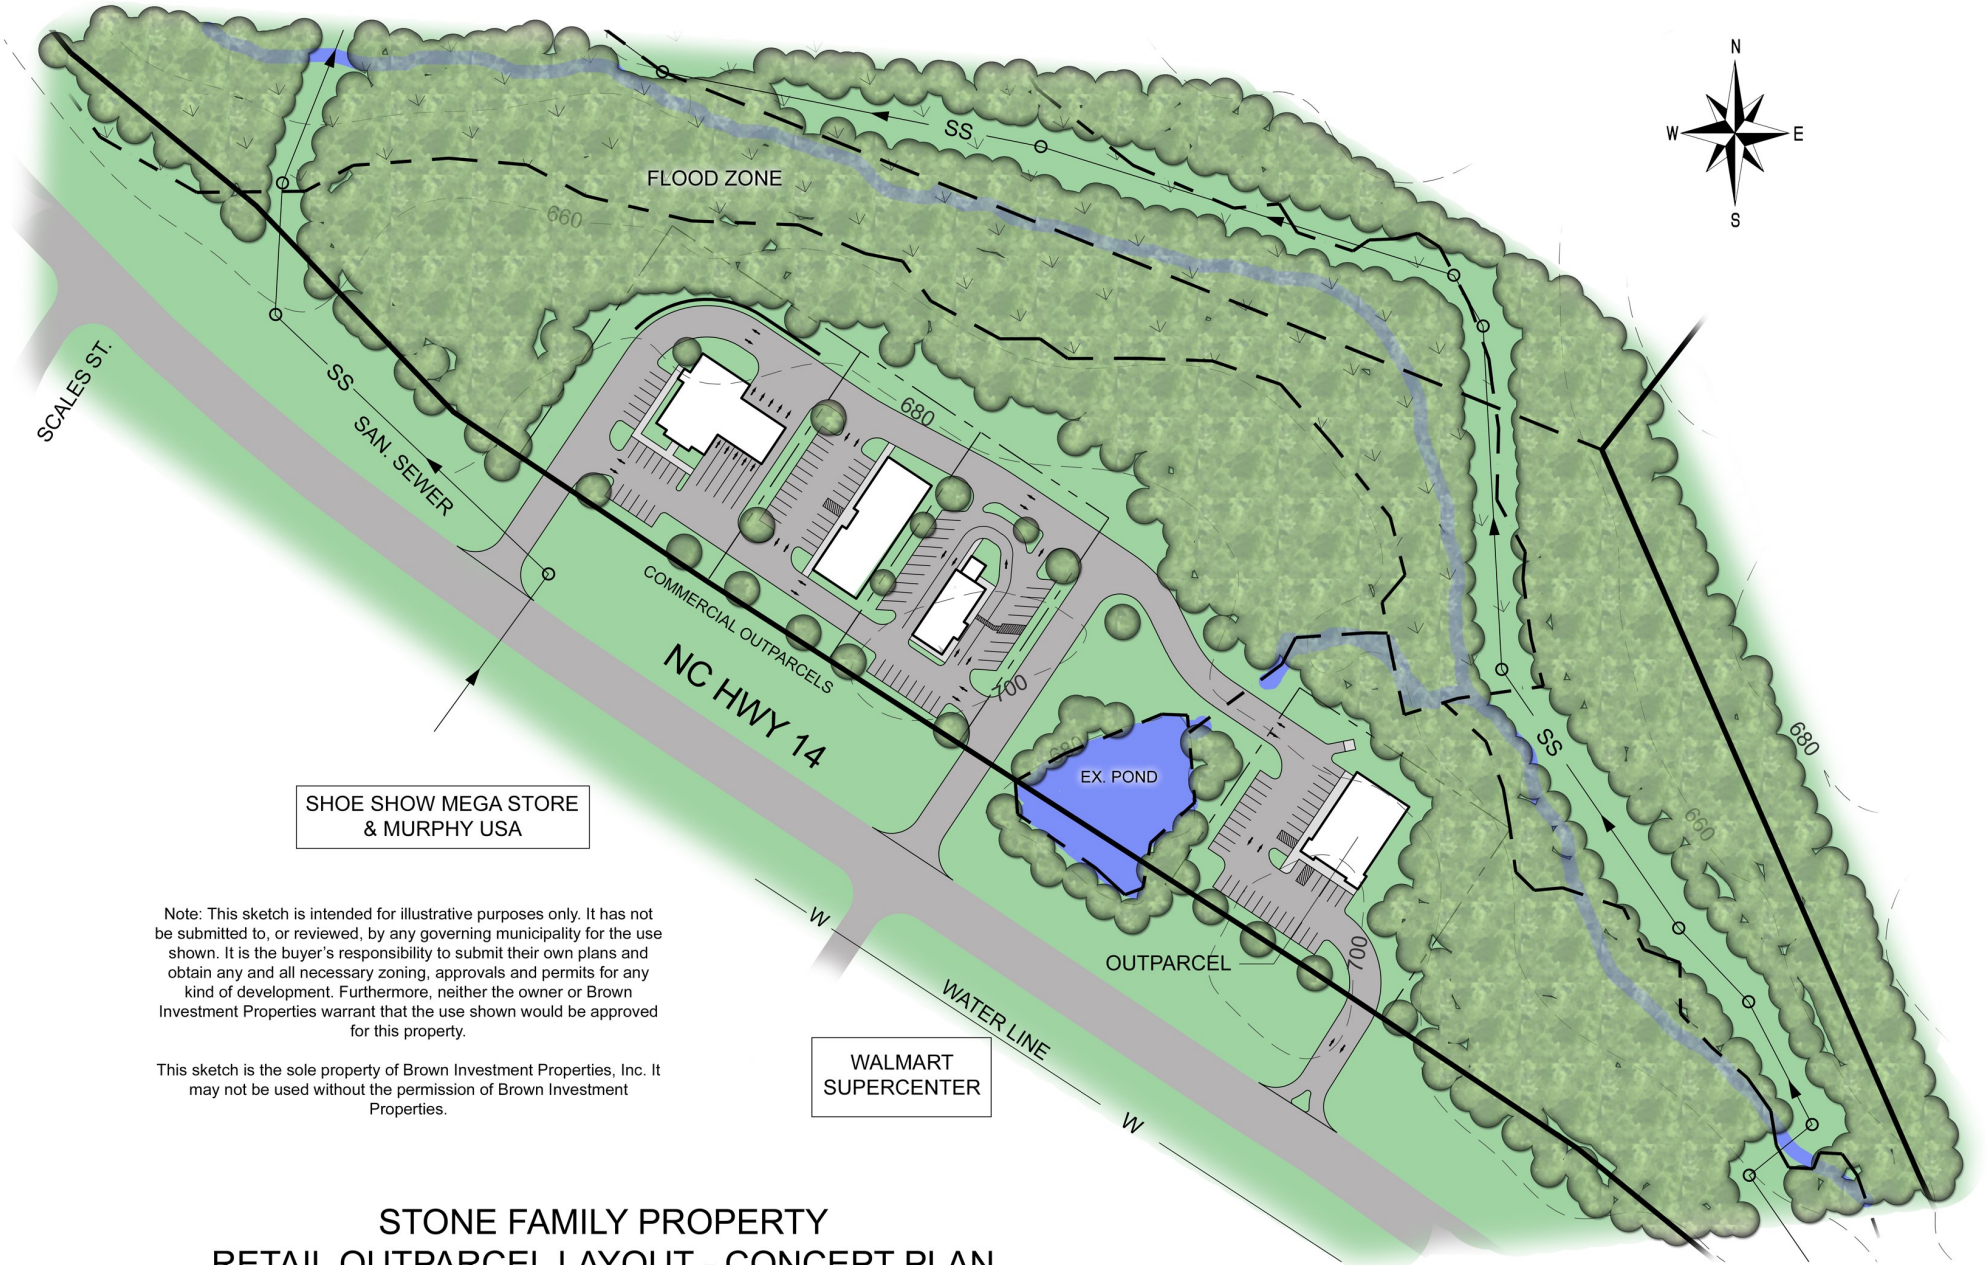 N
W
E
S
SS
FLOOD ZONE
660
SCALES ST.
SS
SAN. SEWER
680
COMMERCIAL OUTPARCELS
700
NC HWY 14
680
EX. POND
SS
680
660
SHOE SHOW MEGA STORE
& MURPHY USA
W
OUTPARCEL
700
WATER LINE
W
WALMART
SUPERCENTER
Note: This sketch is intended for illustrative purposes only. It has not
be submitted to, or reviewed, by any governing municipality for the use
shown. It is the buyer's responsibility to submit their own plans and
obtain any and all necessary zoning, approvals and permits for any
kind of development. Furthermore, neither the owner or Brown
Investment Properties warrant that the use shown would be approved
for this property.
This sketch is the sole property of Brown Investment Properties, Inc. It
may not be used without the permission of Brown Investment
Properties.
STONE FAMILY PROPERTY
RETAIL OUTPARCEL LAYOUT - CONCEPT PLAN